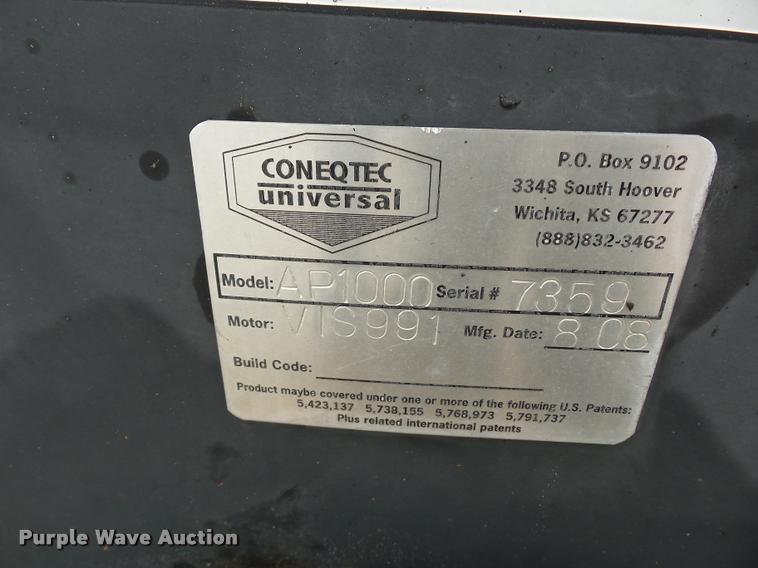 CONEQTEC
universal
P.O. Box 9102
3348 South Hoover
Wichita, KS 67277
(888)832-3462
Model: AP1000 Serial # 7359
Motor: VIS991 Mfg. Date: 8 08
Build Code:
Product maybe covered under one or more of the following U.S. Patents:
5,423,137 5,738,155 5,768,973 5,791,737
Plus related international patents
Purple Wave Auction